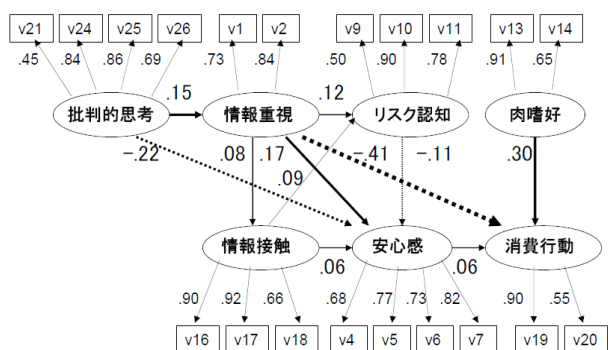 v21 v24 v25 v26 v1 v2 v9 v10 v11 v13 v14
.45 .84 .86 .69 .73 .84 .50 .90 .78 .91 .65
.15 .12
批判的思考 情報重視 リスク認知 肉嗜好
-.22 .08 .17 -.41 -.11 .30
.09
情報接触 安心感 消費行動
.06 .06
.90 .92 .66 .68 .77 .73 .82 .90 .55
v16 v17 v18 v4 v5 v6 v7 v19 v20